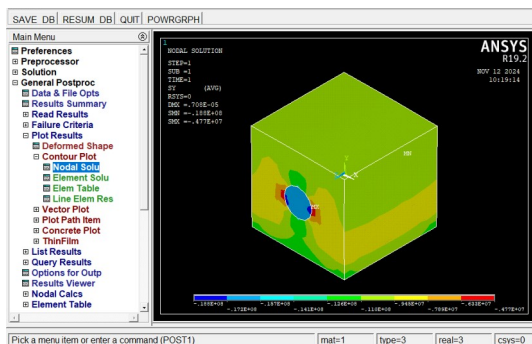 SAVE_DB RESUM_DB QUIT POWRGRPH
Main Menu
Preferences
Preprocessor
Solution
General Postproc
Data & File Opts
Results Summary
Read Results
Failure Criteria
Plot Results
Deformed Shape
Contour Plot
Nodal Solu
Element Solu
Elem Table
Line Elem Res
Vector Plot
Plot Path Item
Concrete Plot
ThinFilm
List Results
Query Results
Options for Outp
Results Viewer
Nodal Calcs
Element Table
1
NODAL SOLUTION
STEP=1
SUB =1
TIME=1
SY (AVG)
RSYS=0
DMX =.708E-05
SMN =-.188E+08
SMX =-.477E+07
ANSYS
R19.2
NOV 12 2024
10:19:14
Y
X
MN
MX
-.188E+08 -.157E+08 -.126E+08 -.945E+07 -.633E+07
-.172E+08 -.141E+08 -.110E+08 -.789E+07 -.477E+07
Pick a menu item or enter a command (POST1) mat=1 type=3 real=3 csys=0